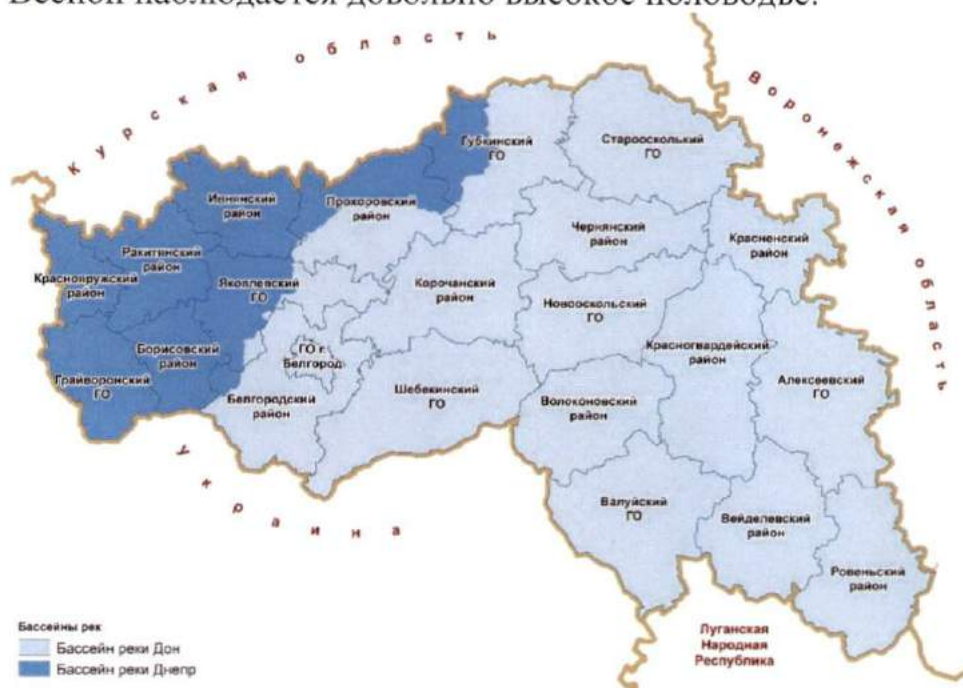 Весной наблюдается довольно высокое половодье.
Курская область
Воронежская область
Губкинский
ГО
Старооскольский
ГО
Ивнянский
район
Прохоровский
район
Чернянский
район
Красненский
район
Ракитянский
район
Краснояружский
район
Яковлевский
ГО
Корочанский
район
Новооскольский
ГО
Борисовский
район
ГО г.
Белгород
Красногвардейский
район
Грайворонский
ГО
Белгородский
район
Шебекинский
ГО
Волоконовский
район
Алексеевский
ГО
Украина
Валуйский
ГО
Вейделевский
район
Ровеньский
район
Бассейны рек
Бассейн реки Дон
Бассейн реки Днепр
Луганская
Народная
Республика